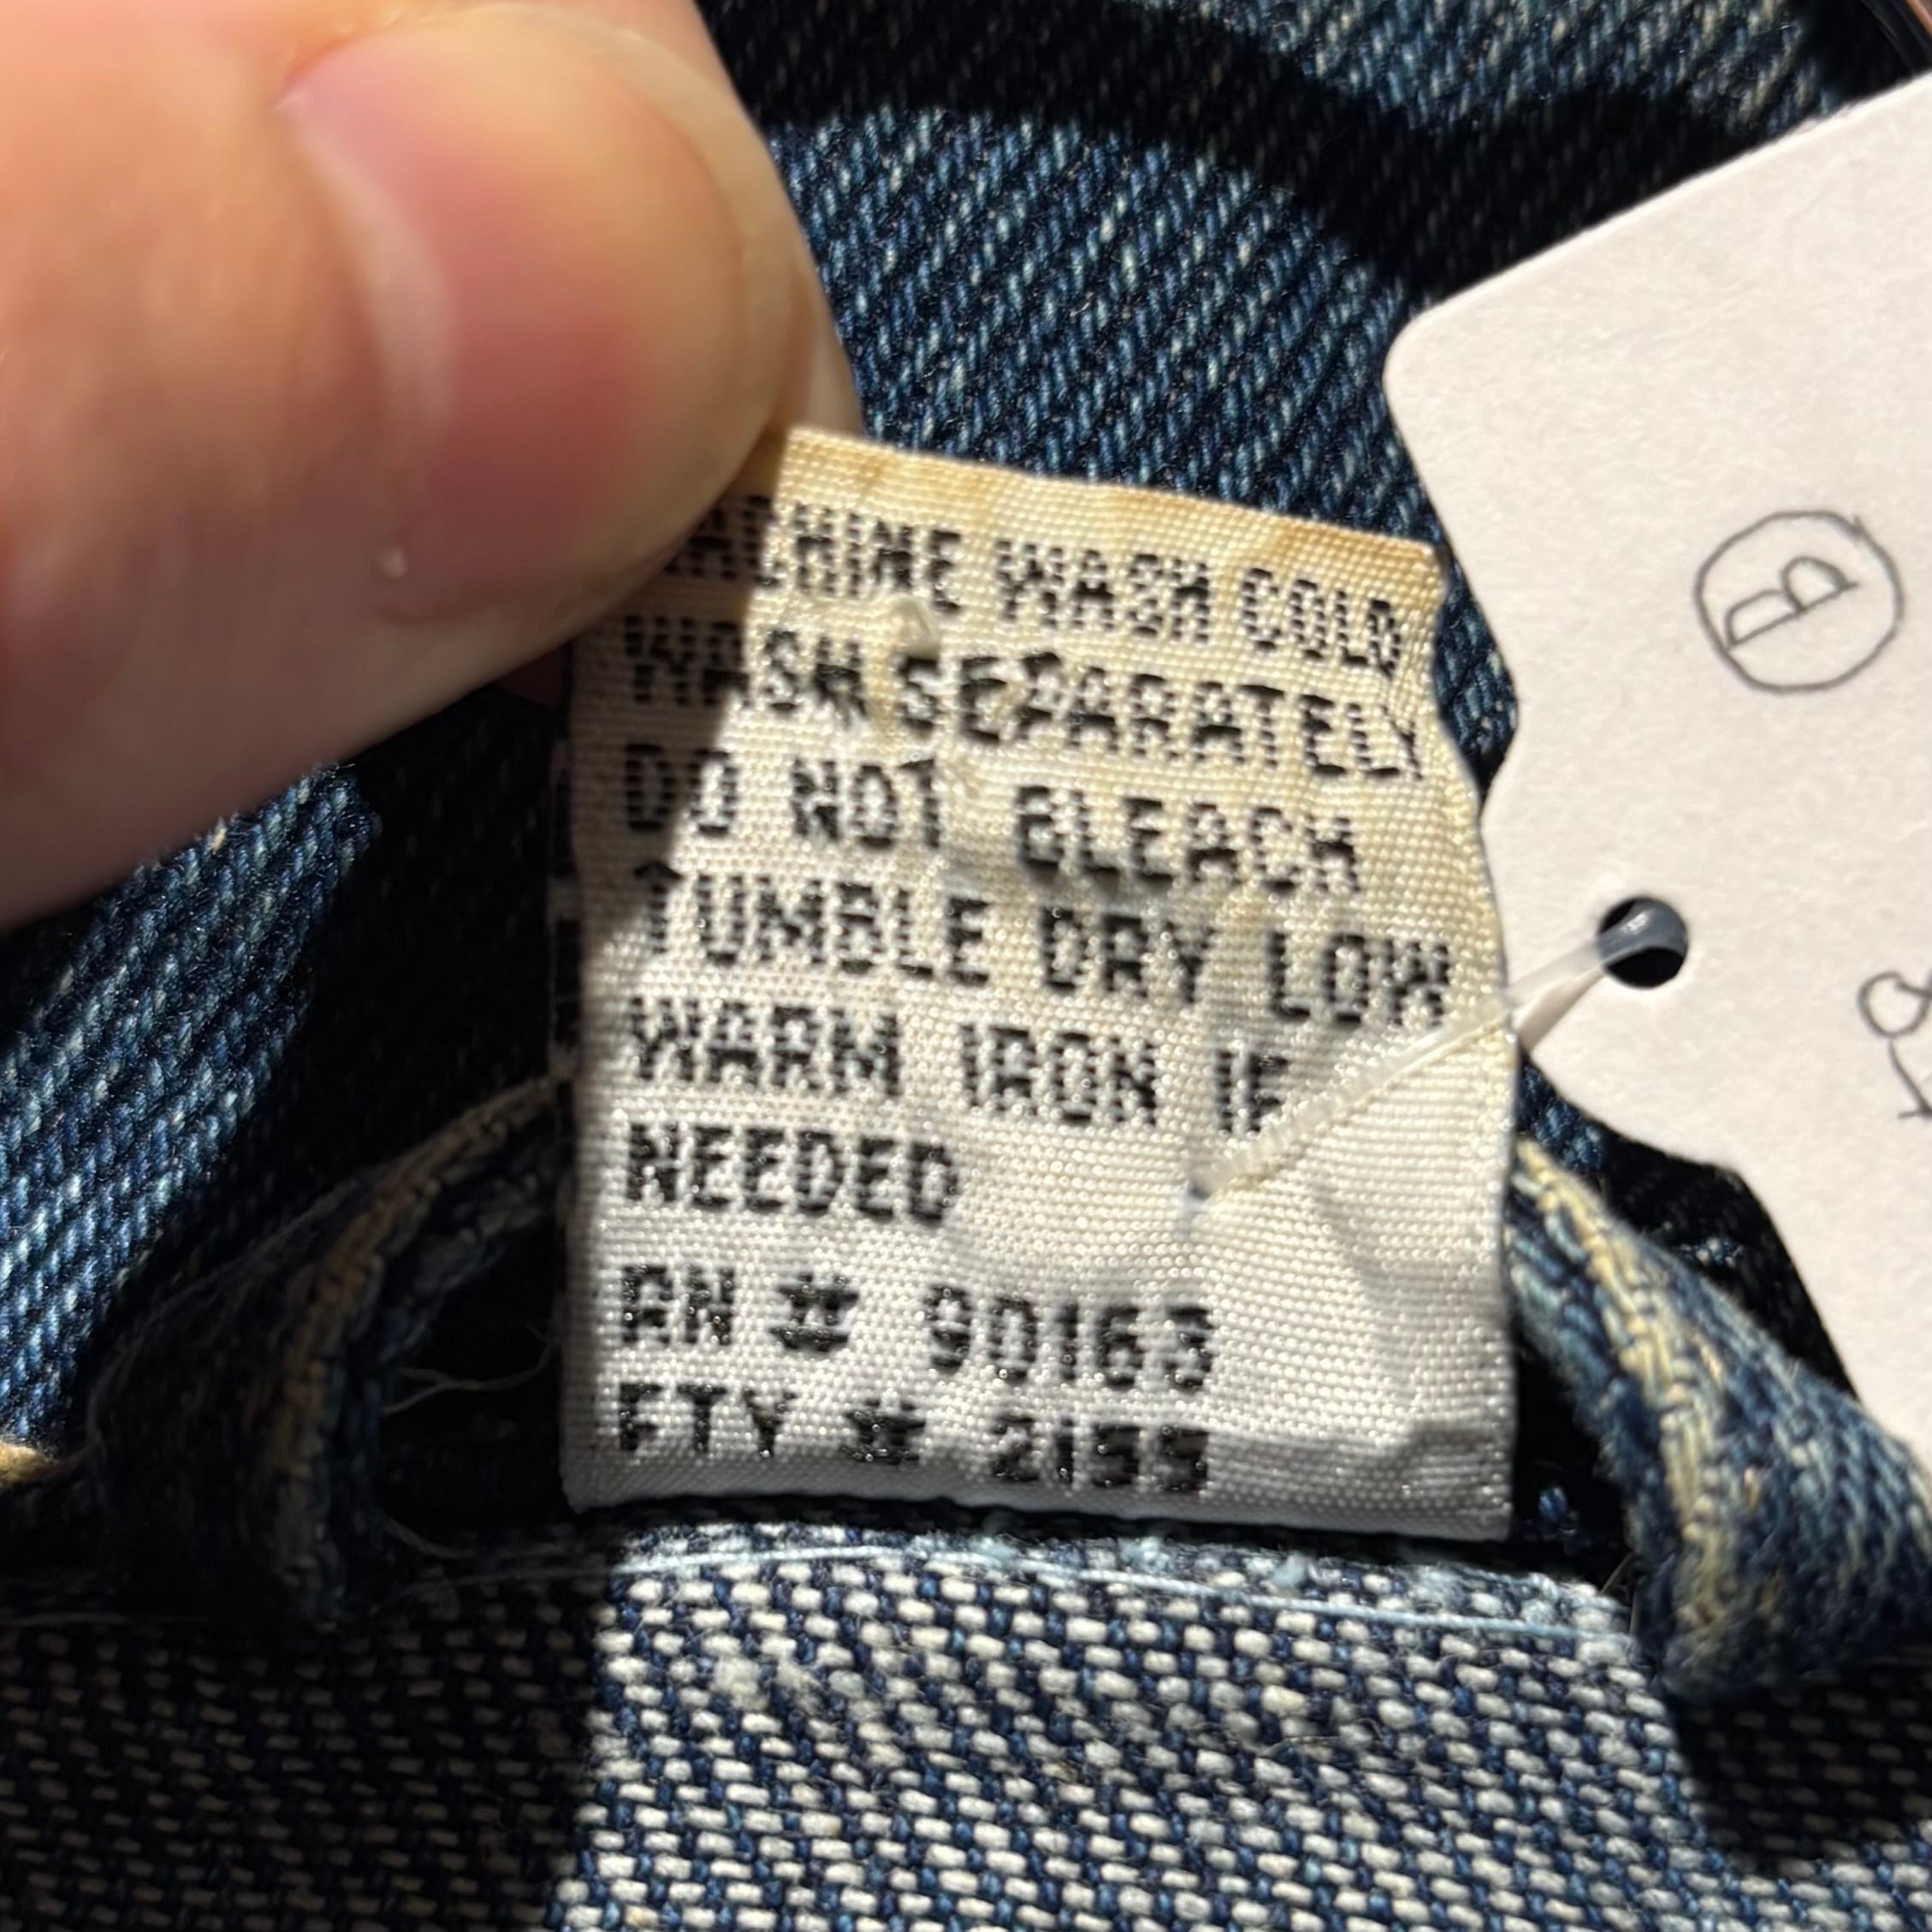 MACHINE WASH COLD
WASH SEPARATELY
DO NOT BLEACH
TUMBLE DRY LOW
WARM IRON IF
NEEDED
RN # 90163
FTY # 2155
B